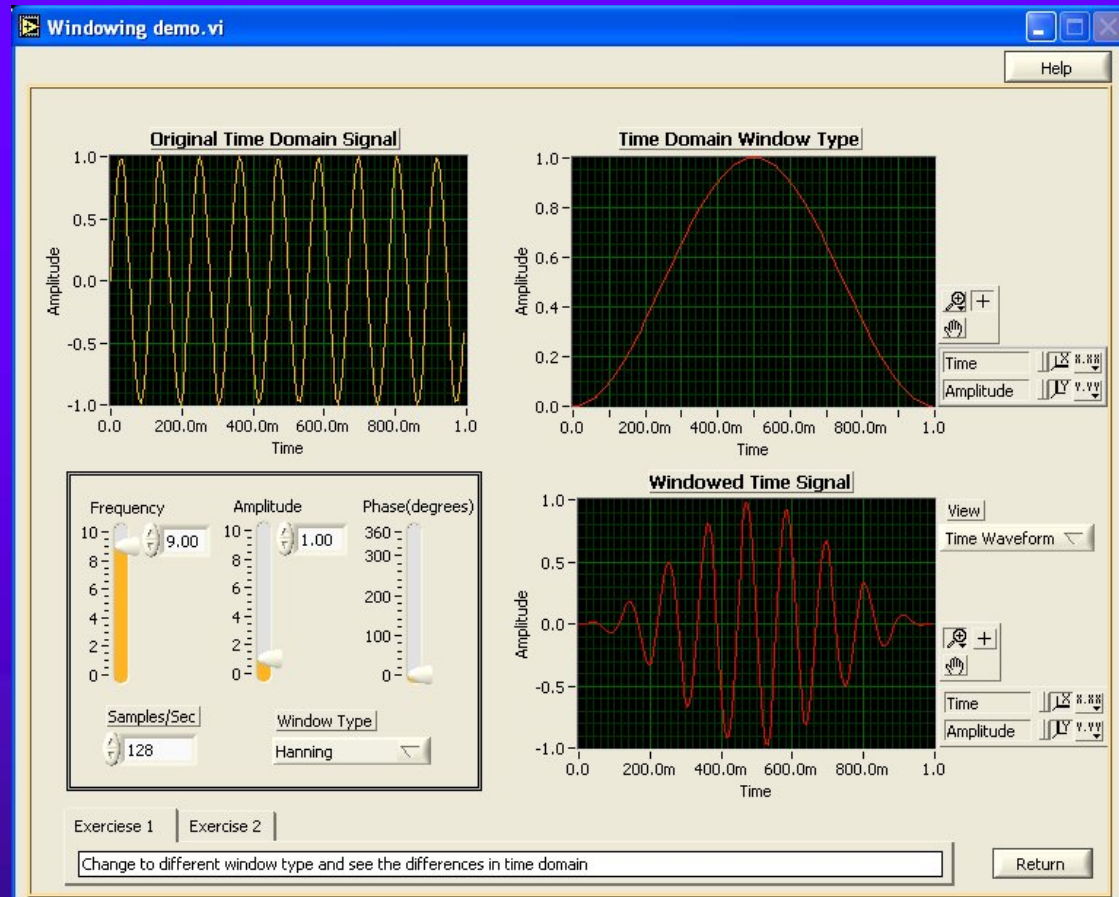 Windowing demo.vi
Help
Original Time Domain Signal
1.0
0.5
0.0
-0.5
-1.0
Amplitude
0.0 200.0m 400.0m 600.0m 800.0m 1.0
Time
Time Domain Window Type
1.0
0.8
0.6
0.4
0.2
0.0
Amplitude
0.0 200.0m 400.0m 600.0m 800.0m 1.0
Time
Time X X.XX
Amplitude Y Y.YY
Frequency
10
8
6
4
2
0
9.00
Amplitude
10
8
6
4
2
0
1.00
Phase(degrees)
360
300
200
100
0
Samples/Sec
128
Window Type
Hanning
Windowed Time Signal
1.0
0.5
0.0
-0.5
-1.0
Amplitude
0.0 200.0m 400.0m 600.0m 800.0m 1.0
Time
View
Time Waveform
Time X X.XX
Amplitude Y Y.YY
Exerciese 1 Exercise 2
Change to different window type and see the differences in time domain
Return